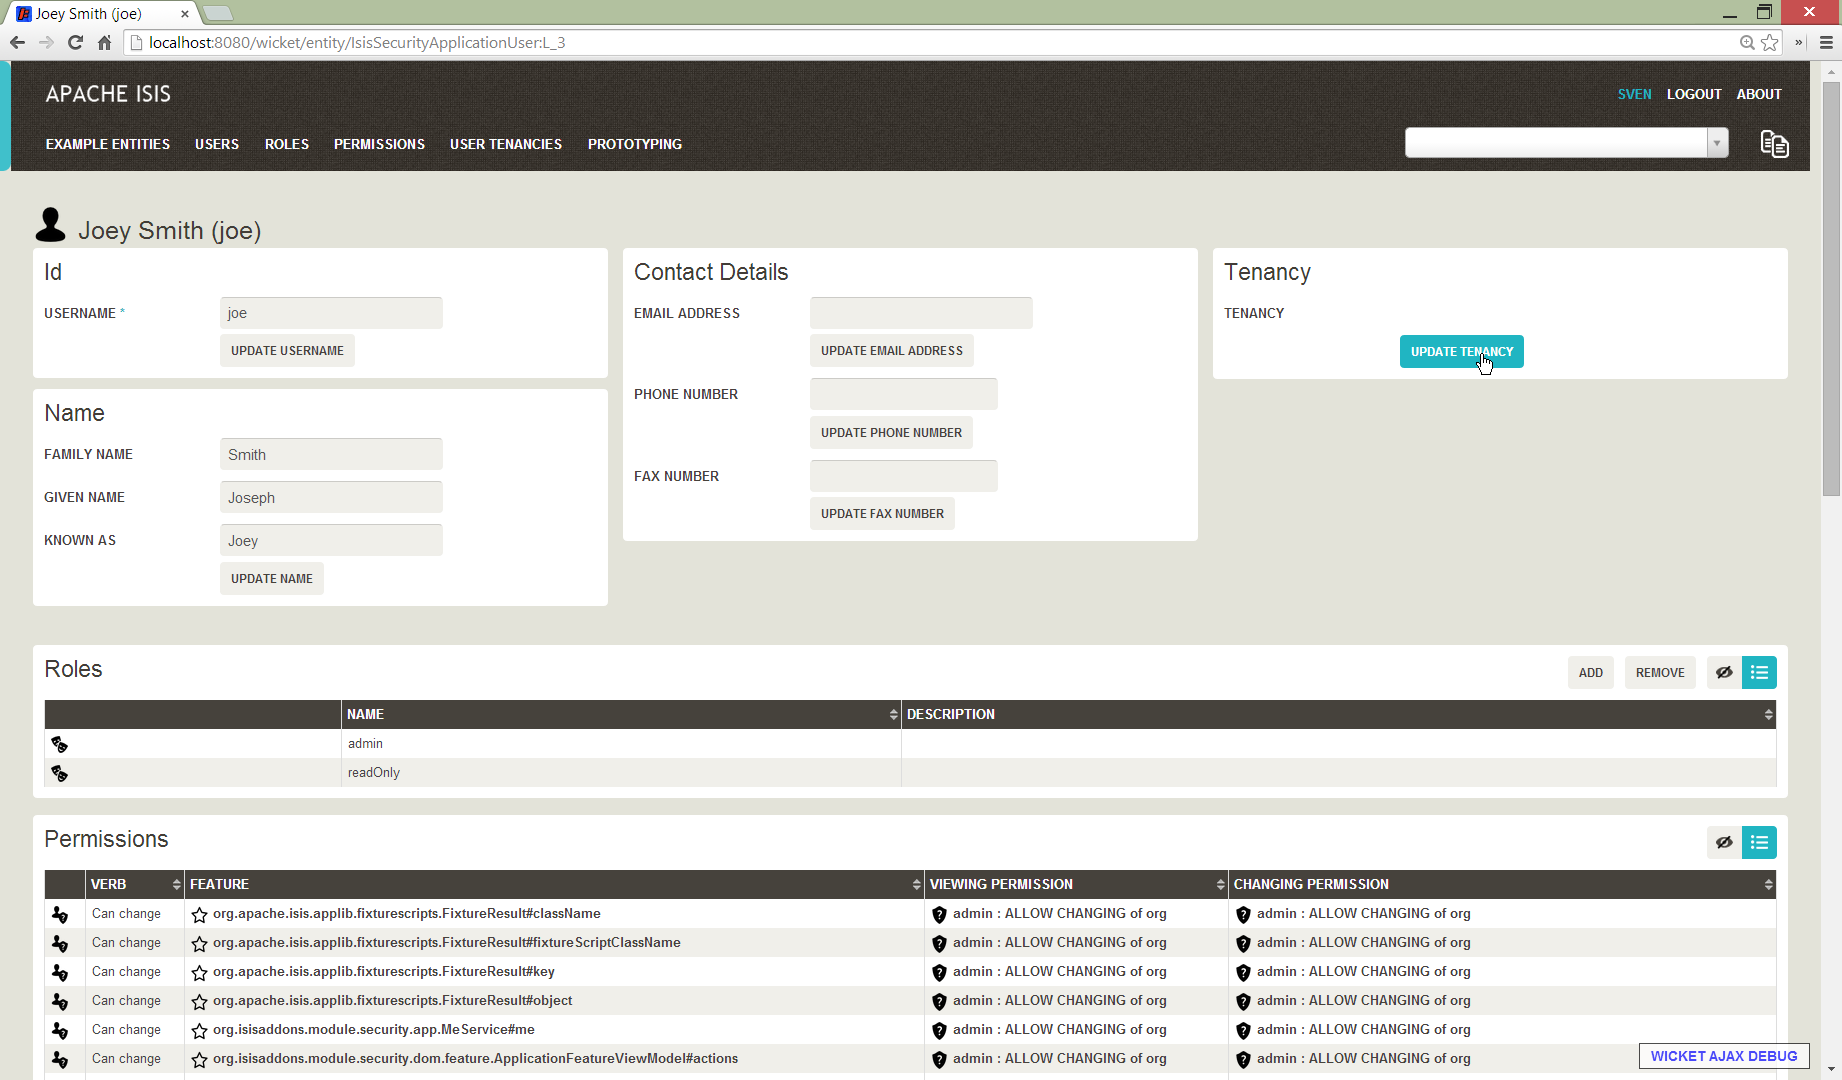 Joey Smith (joe)
localhost:8080/wicket/entity/IsisSecurityApplicationUser:L_3
APACHE ISIS
SVEN LOGOUT ABOUT
EXAMPLE ENTITIES USERS ROLES PERMISSIONS USER TENANCIES PROTOTYPING
Joey Smith (joe)
Id
USERNAME *
joe
UPDATE USERNAME
Name
FAMILY NAME
Smith
GIVEN NAME
Joseph
KNOWN AS
Joey
UPDATE NAME
Contact Details
EMAIL ADDRESS
UPDATE EMAIL ADDRESS
PHONE NUMBER
UPDATE PHONE NUMBER
FAX NUMBER
UPDATE FAX NUMBER
Tenancy
TENANCY
UPDATE TENANCY
Roles
ADD REMOVE
NAME DESCRIPTION
admin
readOnly
Permissions
VERB FEATURE VIEWING PERMISSION CHANGING PERMISSION
Can change org.apache.isis.applib.fixturescripts.FixtureResult#className admin : ALLOW CHANGING of org admin : ALLOW CHANGING of org
Can change org.apache.isis.applib.fixturescripts.FixtureResult#fixtureScriptClassName admin : ALLOW CHANGING of org admin : ALLOW CHANGING of org
Can change org.apache.isis.applib.fixturescripts.FixtureResult#key admin : ALLOW CHANGING of org admin : ALLOW CHANGING of org
Can change org.apache.isis.applib.fixturescripts.FixtureResult#object admin : ALLOW CHANGING of org admin : ALLOW CHANGING of org
Can change org.isisaddons.module.security.app.MeService#me admin : ALLOW CHANGING of org admin : ALLOW CHANGING of org
Can change org.isisaddons.module.security.dom.feature.ApplicationFeatureViewModel#actions admin : ALLOW CHANGING of org admin : ALLOW CHANGING of org
WICKET AJAX DEBUG